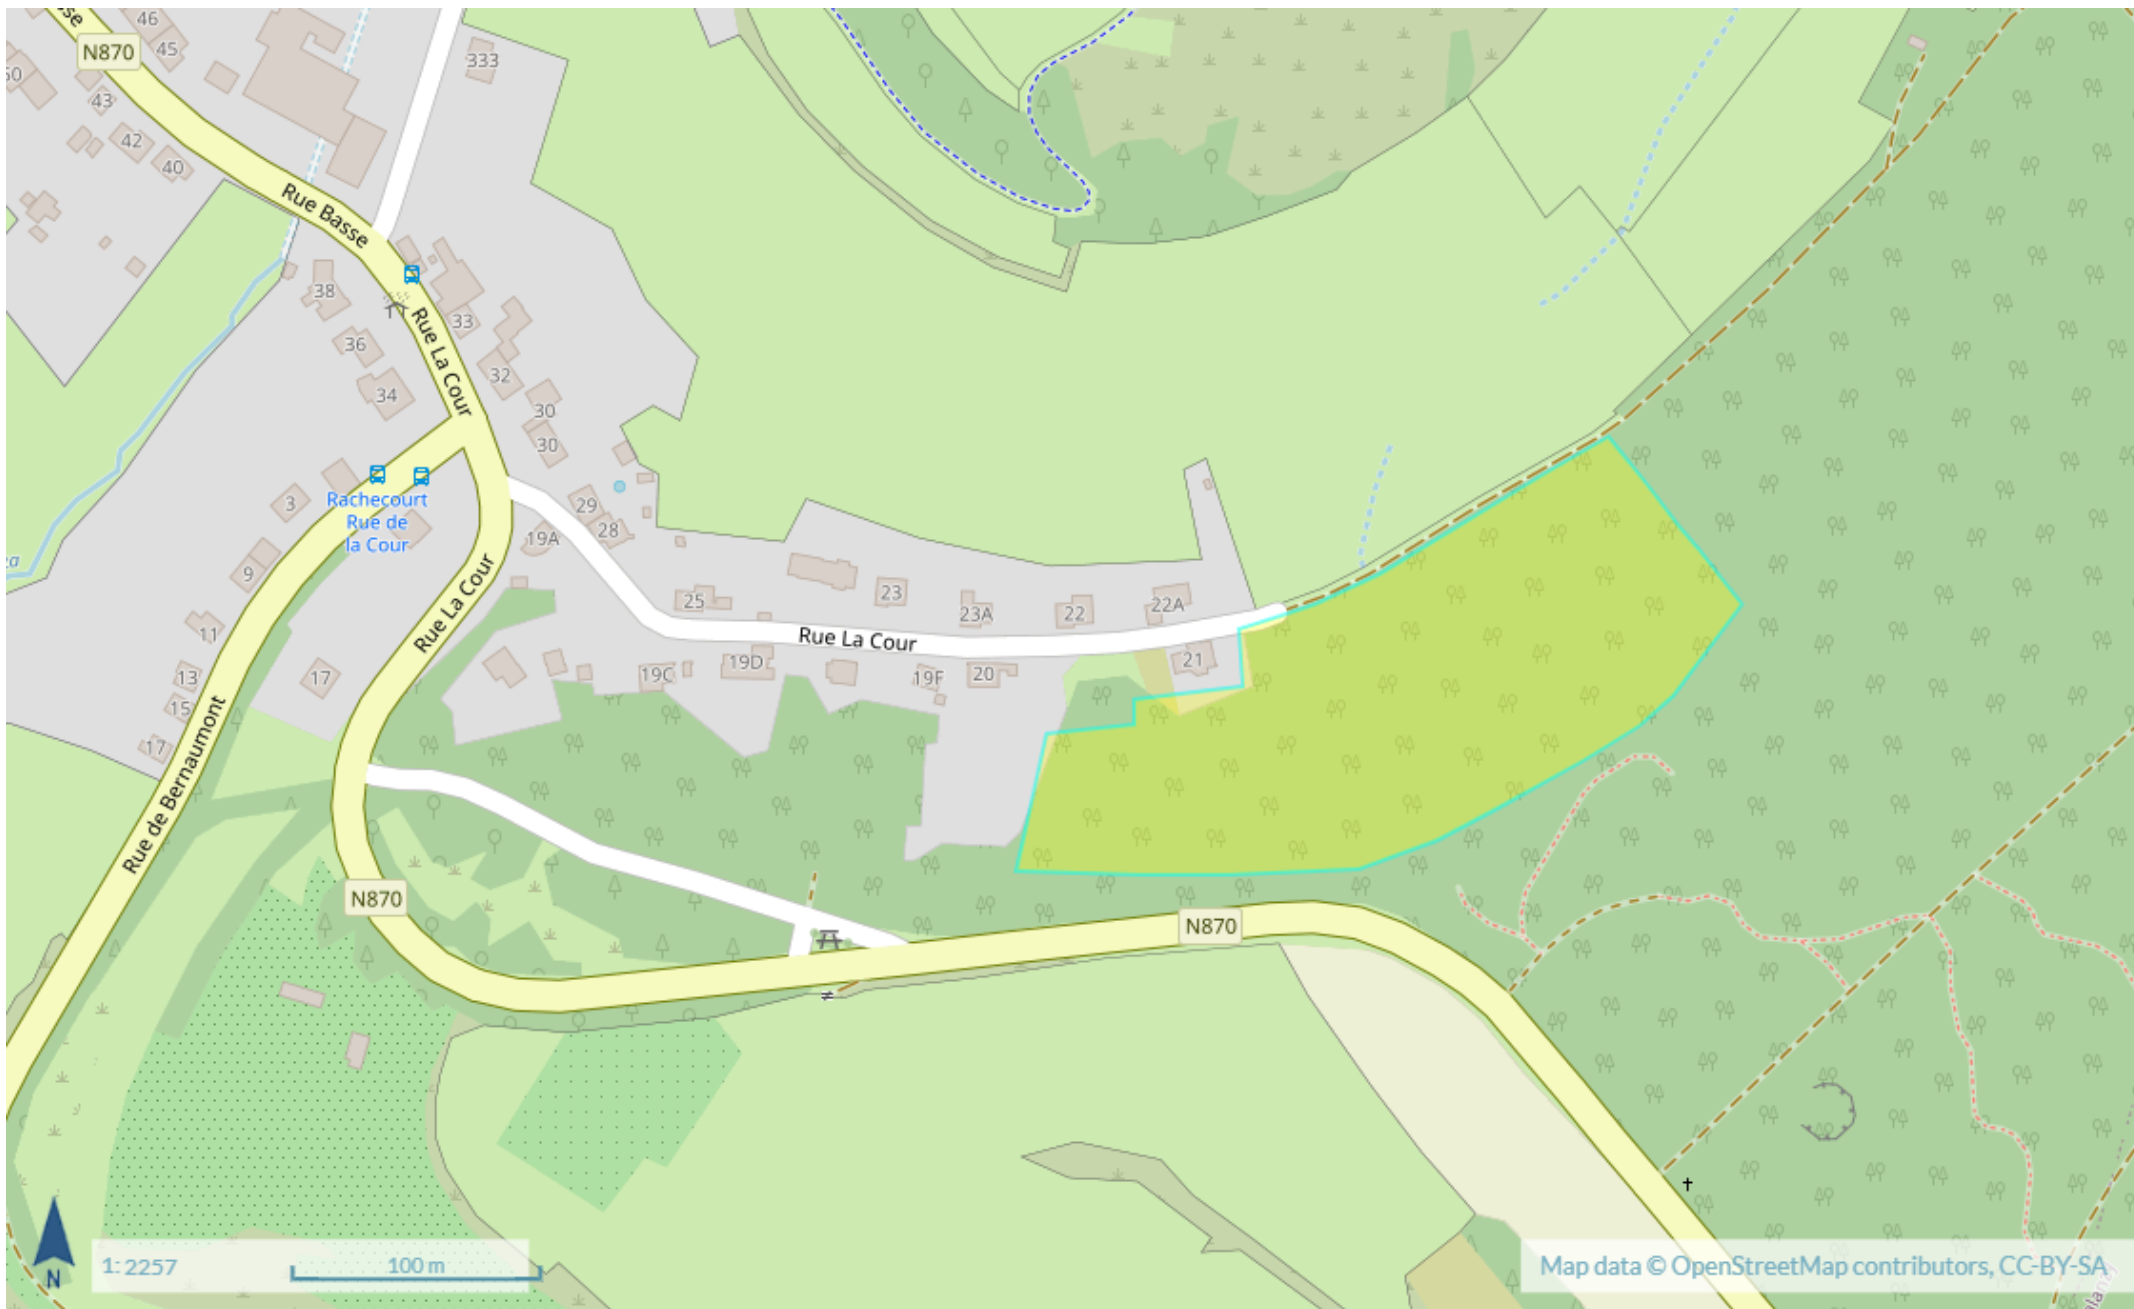 sse
46
45
N870
50
333
43
42
40
Rue Basse
38
33
Rue La Cour
36
32
34
30
30
29
28
3
Rachecourt
Rue de
la Cour
19A
9
Rue La Cour
25
23
23A
22
22A
11
Rue La Cour
21
13
17
19C
19D
19F
20
15
17
Rue de Bernaumont
N870
N870
N
1: 2257
100 m
Map data © OpenStreetMap contributors, CC-BY-SA